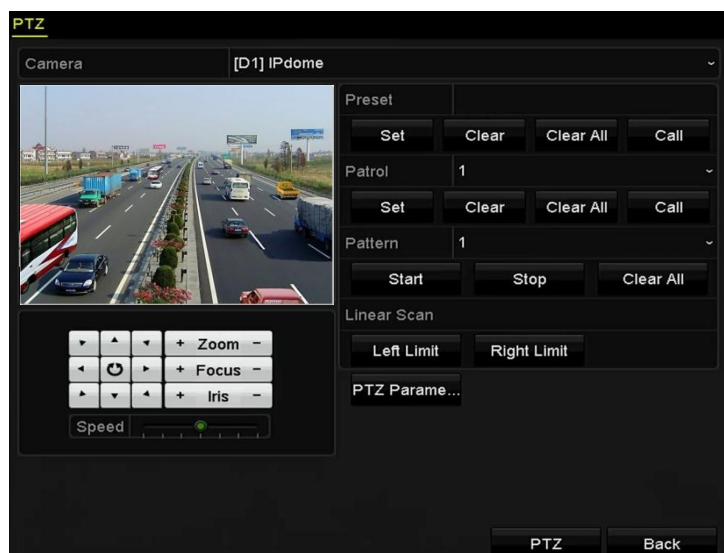 PTZ
Camera [D1] IPdome
Preset
Set Clear Clear All Call
Patrol 1
Set Clear Clear All Call
Pattern 1
Start Stop Clear All
Linear Scan
Left Limit Right Limit
PTZ Parame...
+ Zoom -
+ Focus -
+ Iris -
Speed
PTZ Back